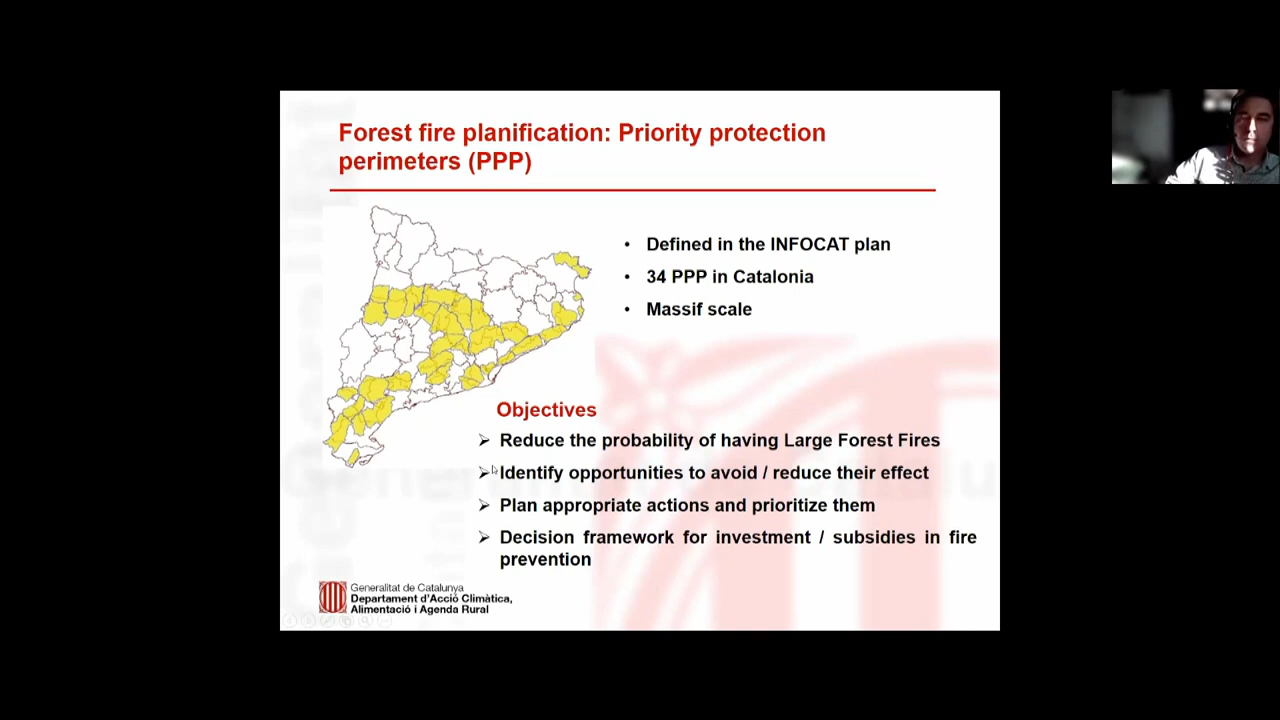 Forest fire planification: Priority protection
perimeters (PPP)
• Defined in the INFOCAT plan
• 34 PPP in Catalonia
• Massif scale
Objectives
➢ Reduce the probability of having Large Forest Fires
➢ Identify opportunities to avoid / reduce their effect
➢ Plan appropriate actions and prioritize them
➢ Decision framework for investment / subsidies in fire
prevention
Generalitat de Catalunya
Departament d'Acció Climàtica,
Alimentació i Agenda Rural